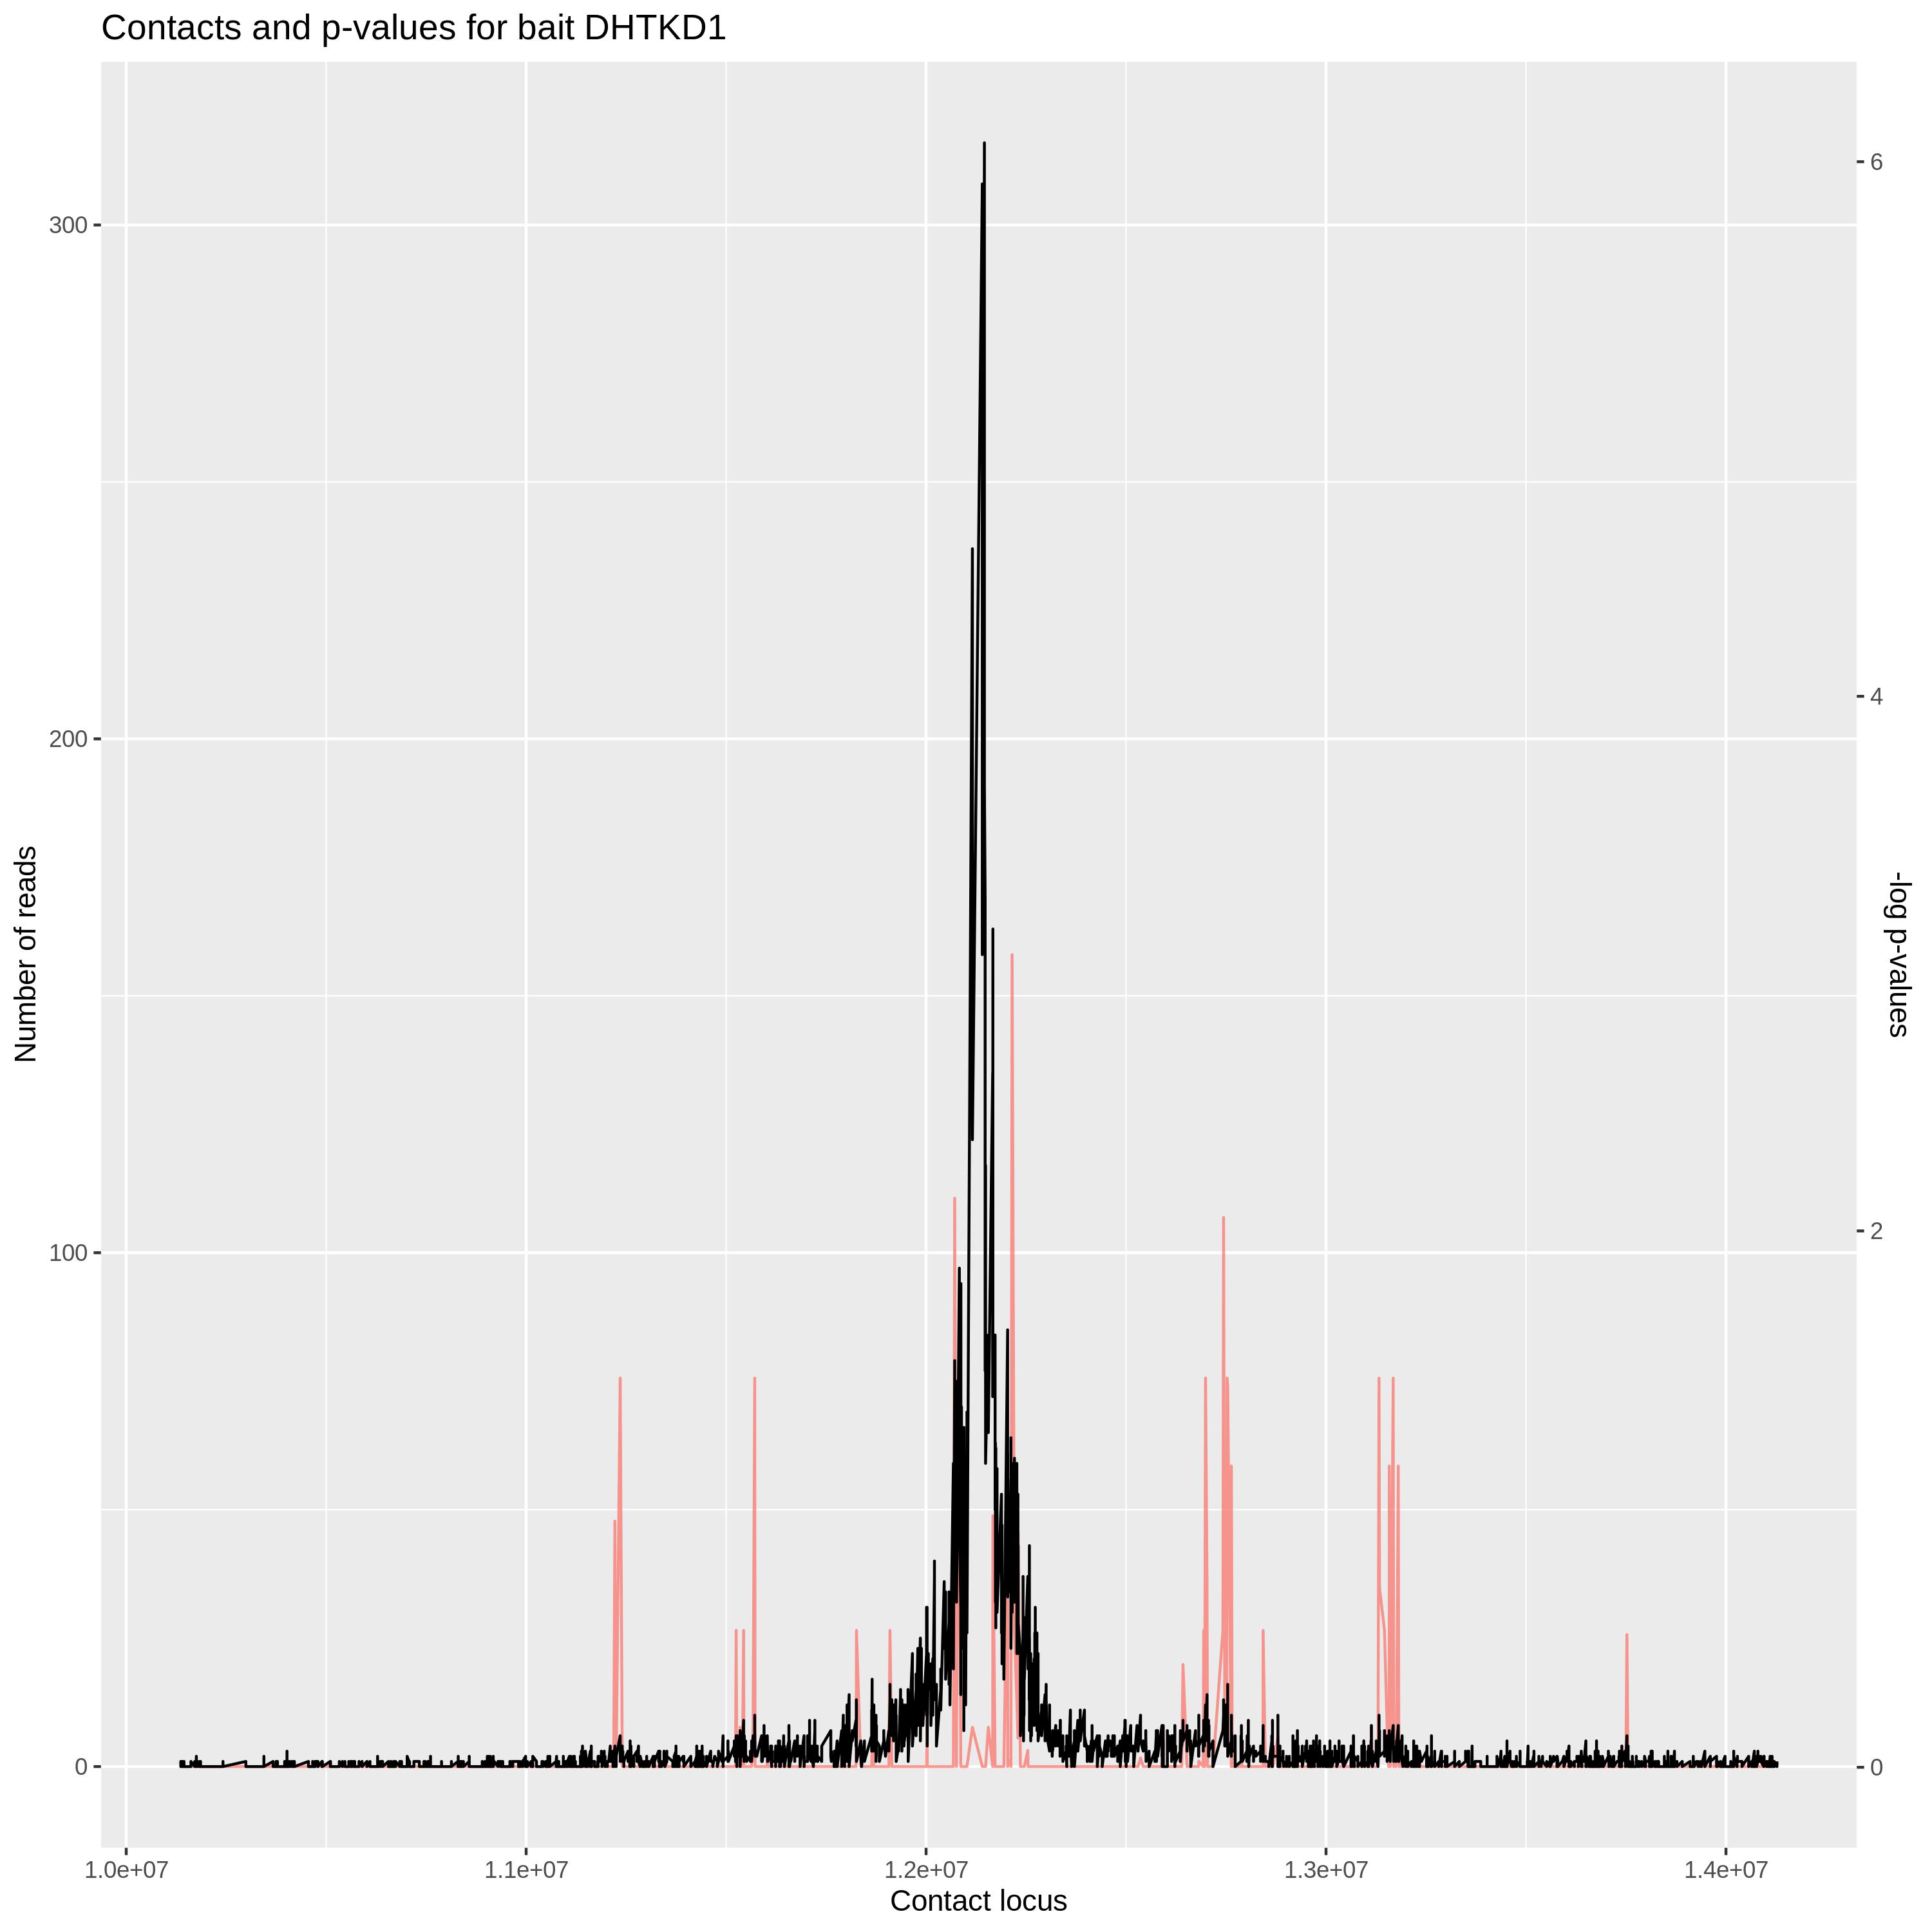 Contacts and p-values for bait DHTKD1
300
200
100
0
Number of reads
6
4
2
0
-log p-values
1.0e+07 1.1e+07 1.2e+07 1.3e+07 1.4e+07
Contact locus